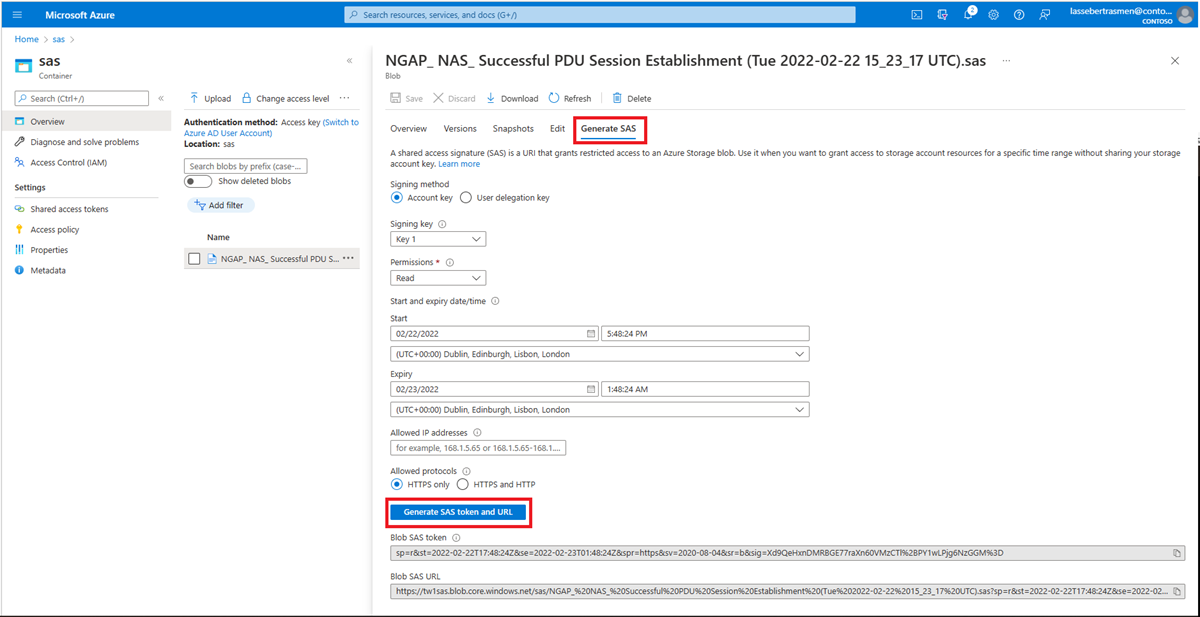 Microsoft Azure
Search resources, services, and docs (G+/)
2
lassebertrasmen@conto...
CONTOSO
Home > sas >
sas
Container
«
Search (Ctrl+/)
«
Overview
Diagnose and solve problems
Access Control (IAM)
Settings
Shared access tokens
Access policy
Properties
Metadata
Upload
Change access level
...
Authentication method: Access key (Switch to
Azure AD User Account)
Location: sas
Search blobs by prefix (case-...
Show deleted blobs
Add filter
Name
NGAP_ NAS_ Successful PDU S...
...
NGAP_ NAS_ Successful PDU Session Establishment (Tue 2022-02-22 15_23_17 UTC).sas
...
Blob
Save
Discard
Download
Refresh
Delete
Overview
Versions
Snapshots
Edit
Generate SAS
A shared access signature (SAS) is a URI that grants restricted access to an Azure Storage blob. Use it when you want to grant access to storage account resources for a specific time range without sharing your storage
account key. Learn more
Signing method
Account key
User delegation key
Signing key
Key 1
Permissions *
Read
Start and expiry date/time
Start
02/22/2022
5:48:24 PM
(UTC+00:00) Dublin, Edinburgh, Lisbon, London
Expiry
02/23/2022
1:48:24 AM
(UTC+00:00) Dublin, Edinburgh, Lisbon, London
Allowed IP addresses
for example, 168.1.5.65 or 168.1.5.65-168.1....
Allowed protocols
HTTPS only
HTTPS and HTTP
Generate SAS token and URL
Blob SAS token
sp=r&st=2022-02-22T17:48:24Z&se=2022-02-23T01:48:24Z&spr=https&sv=2020-08-04&sr=b&sig=Xd9QeHxnDMRBGE77raXn60VMzCTl%2BPY1wLPjg6NzGGM%3D
Blob SAS URL
https://tw1sas.blob.core.windows.net/sas/NGAP_%20NAS_%20Successful%20PDU%20Session%20Establishment%20(Tue%202022-02-22%2015_23_17%20UTC).sas?sp=r&st=2022-02-22T17:48:24Z&se=2022-02...